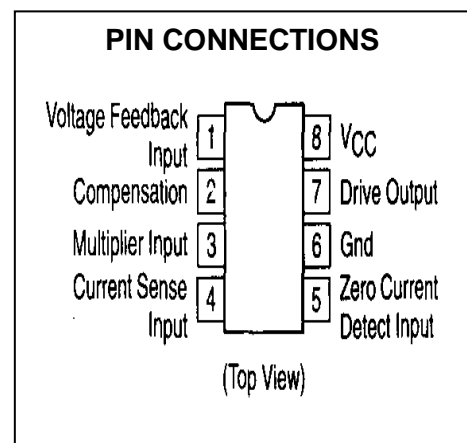 PIN CONNECTIONS
Voltage Feedback
Input
1
8
VCC
Compensation
2
7
Drive Output
Multiplier Input
3
6
Gnd
Current Sense
Input
4
5
Zero Current
Detect Input
(Top View)